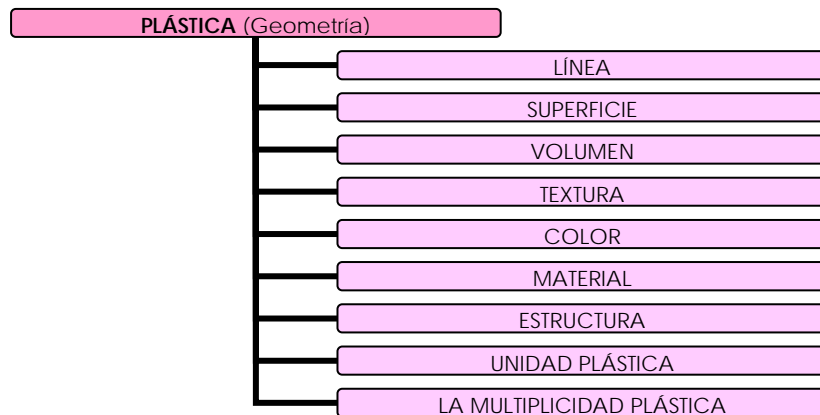 PLÁSTICA (Geometría)
LÍNEA
SUPERFICIE
VOLUMEN
TEXTURA
COLOR
MATERIAL
ESTRUCTURA
UNIDAD PLÁSTICA
LA MULTIPLICIDAD PLÁSTICA